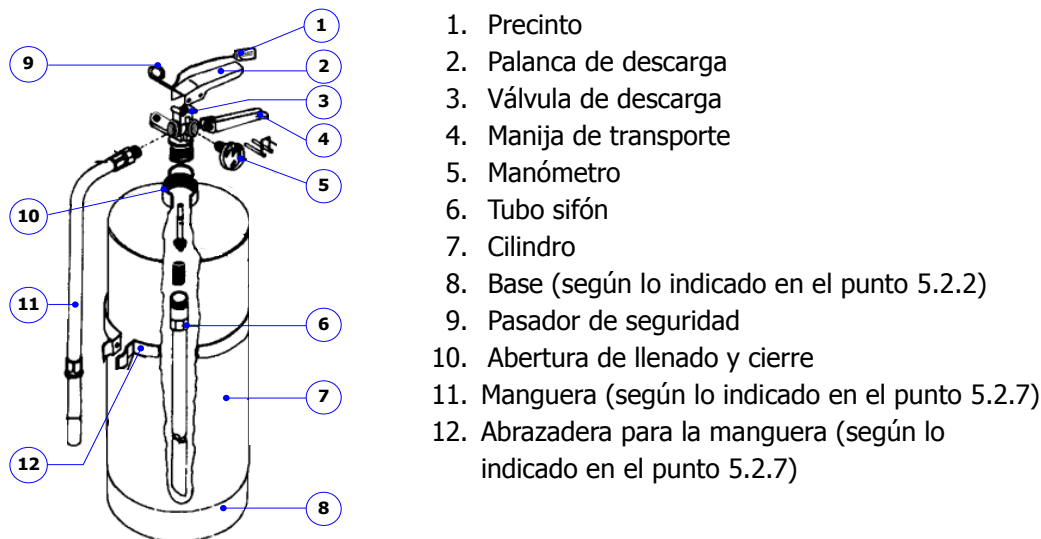 1
9
2
3
4
5
10
11
6
7
12
8
1. Precinto
2. Palanca de descarga
3. Válvula de descarga
4. Manija de transporte
5. Manómetro
6. Tubo sifón
7. Cilindro
8. Base (según lo indicado en el punto 5.2.2)
9. Pasador de seguridad
10. Abertura de llenado y cierre
11. Manguera (según lo indicado en el punto 5.2.7)
12. Abrazadera para la manguera (según lo
indicado en el punto 5.2.7)